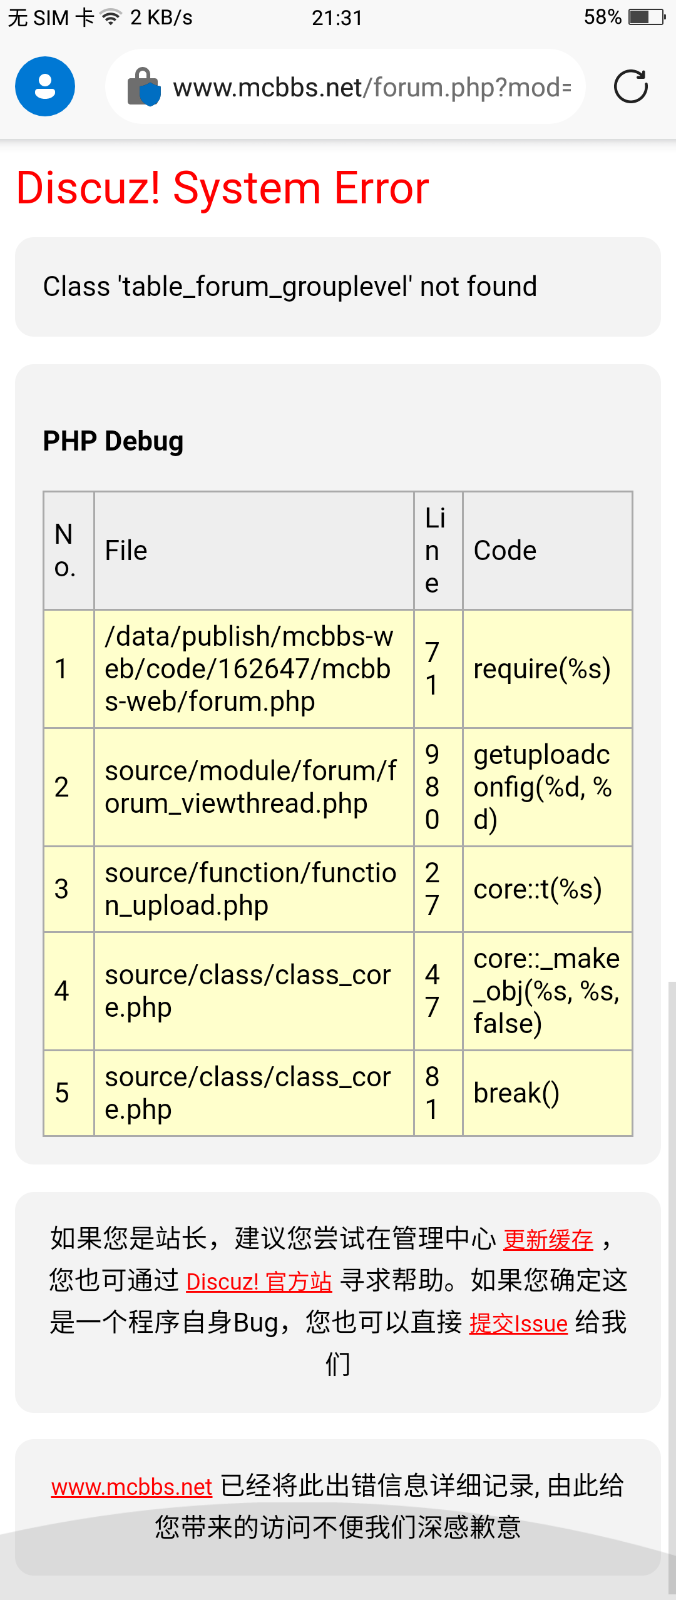 无 SIM 卡 2 KB/s 21:31 58%
www.mcbbs.net/forum.php?mod=
Discuz! System Error
Class 'table_forum_grouplevel' not found
PHP Debug
No. File Line Code
1 /data/publish/mcbbs-web/code/162647/mcbbs-web/forum.php 71 require(%s)
2 source/module/forum/forum_viewthread.php 980 getuploadconfig(%d, %d)
3 source/function/function_upload.php 27 core::t(%s)
4 source/class/class_core.php 47 core::_make_obj(%s, %s, false)
5 source/class/class_core.php 81 break()
如果您是站长，建议您尝试在管理中心 更新缓存 ，
您也可通过 Discuz! 官方站 寻求帮助。如果您确定这
是一个程序自身Bug，您也可以直接 提交Issue 给我
们
www.mcbbs.net 已经将此出错信息详细记录, 由此给
您带来的访问不便我们深感歉意